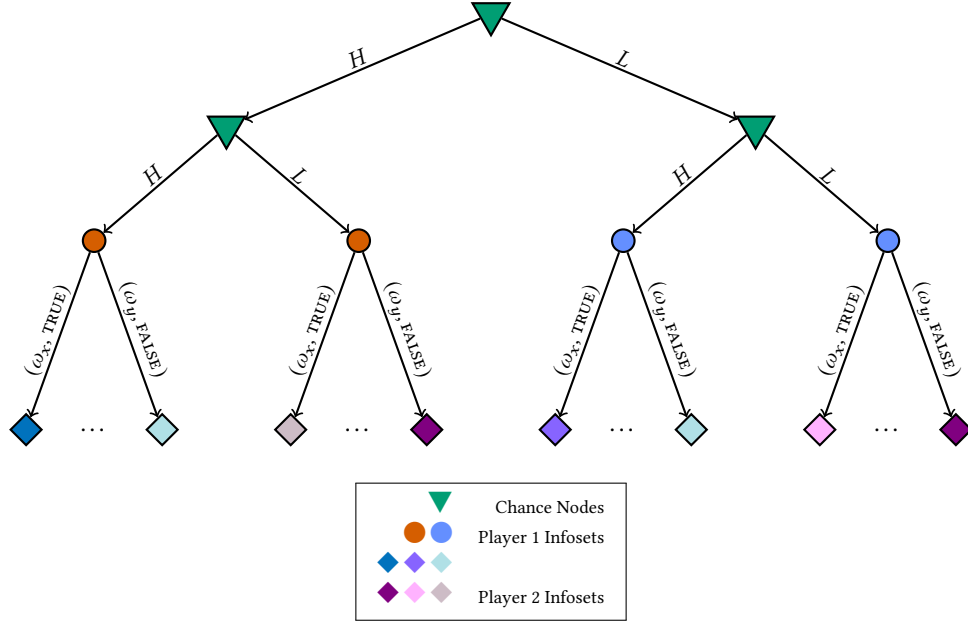 H L
H L H L
(ωx, TRUE) (ωy, FALSE) (ωx, TRUE) (ωy, FALSE) (ωx, TRUE) (ωy, FALSE) (ωx, TRUE) (ωy, FALSE)
... ... ... ...
Chance Nodes
Player 1 Infosets
Player 2 Infosets